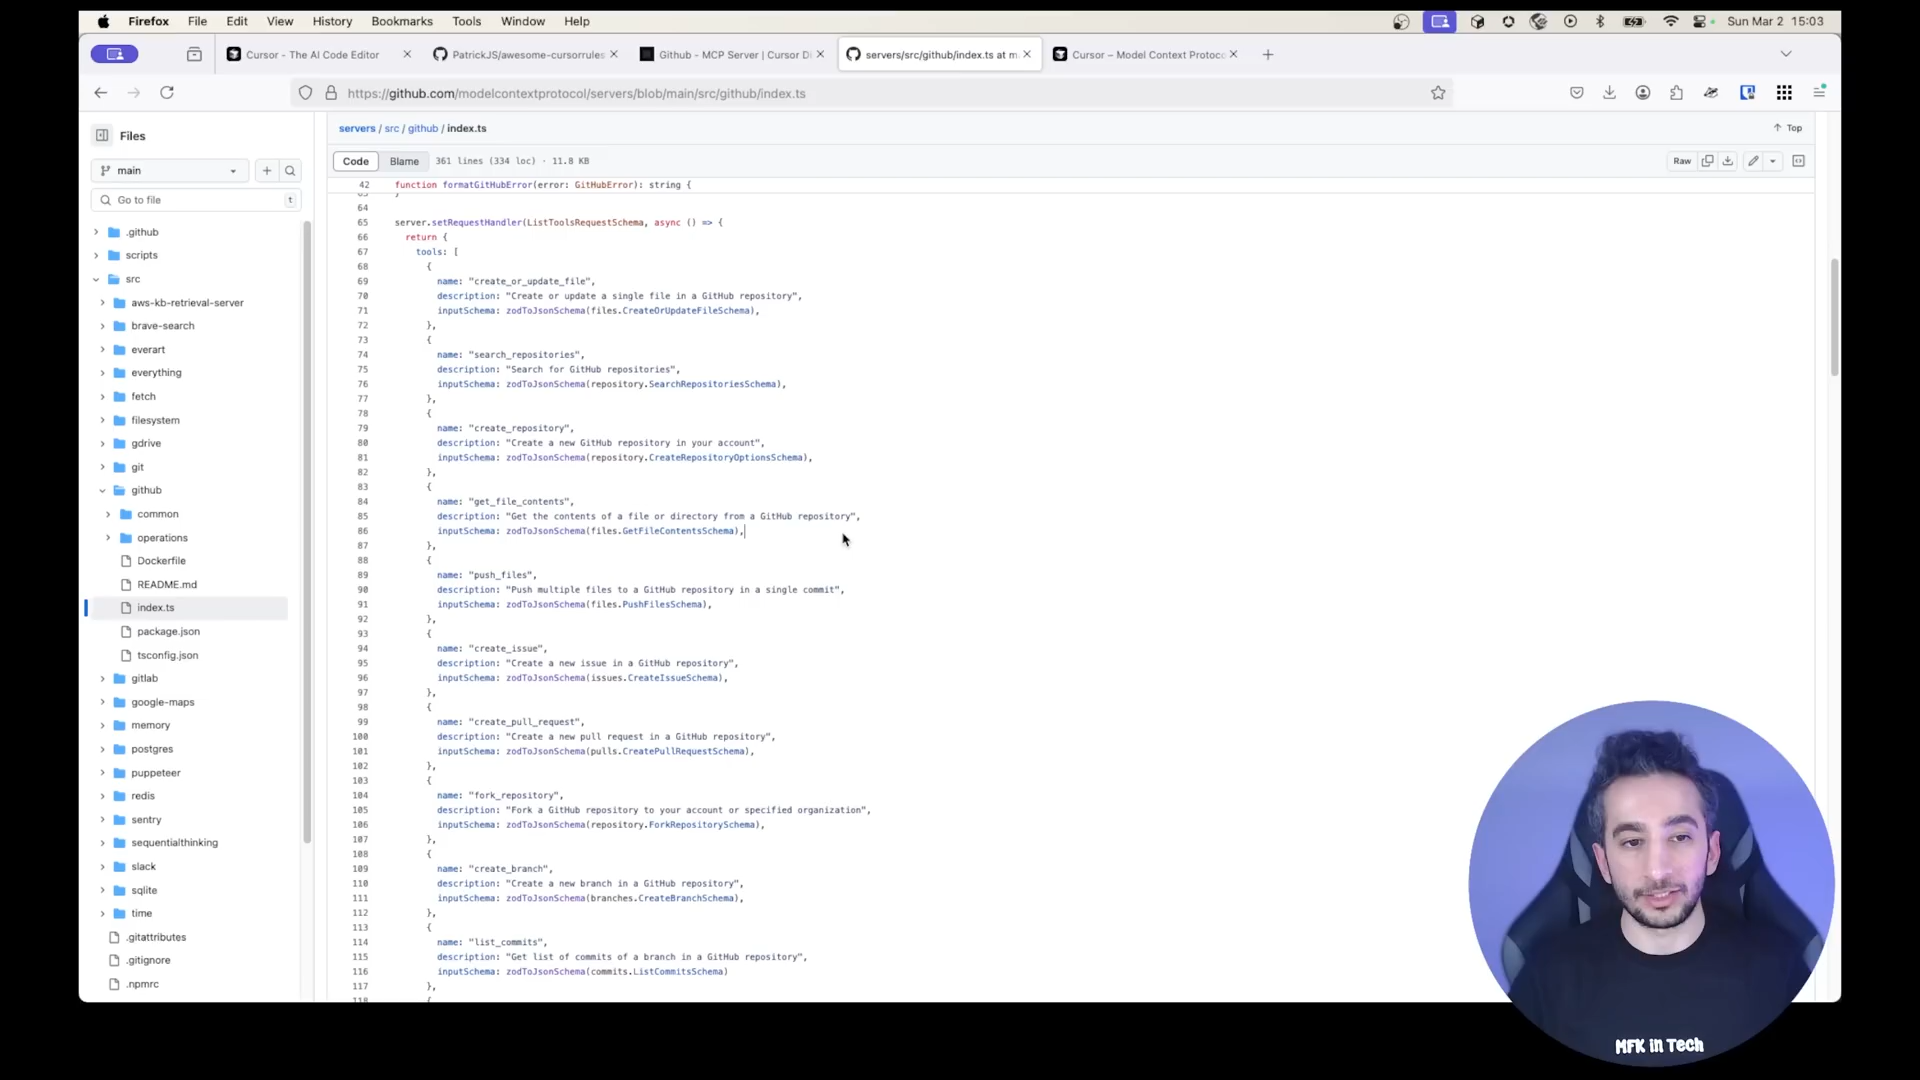 Firefox File Edit View History Bookmarks Tools Window Help Sun Mar 2 15:03
Cursor - The AI Code Editor PatrickJS/awesome-cursorrules Github - MCP Server | Cursor Di servers/src/github/index.ts at m Cursor – Model Context Protoc
https://github.com/modelcontextprotocol/servers/blob/main/src/github/index.ts
Files
main
Go to file t
.github
scripts
src
aws-kb-retrieval-server
brave-search
everart
everything
fetch
filesystem
gdrive
git
github
common
operations
Dockerfile
README.md
index.ts
package.json
tsconfig.json
gitlab
google-maps
memory
postgres
puppeteer
redis
sentry
sequentialthinking
slack
sqlite
time
.gitattributes
.gitignore
.npmrc
servers / src / github / index.ts Top
Code Blame 361 lines (334 loc) · 11.8 KB Raw
42 function formatGitHubError(error: GitHubError): string {
63 }
64
65 server.setRequestHandler(ListToolsRequestSchema, async () => {
66 return {
67 tools: [
68 {
69 name: "create_or_update_file",
70 description: "Create or update a single file in a GitHub repository",
71 inputSchema: zodToJsonSchema(files.CreateOrUpdateFileSchema),
72 },
73 {
74 name: "search_repositories",
75 description: "Search for GitHub repositories",
76 inputSchema: zodToJsonSchema(repository.SearchRepositoriesSchema),
77 },
78 {
79 name: "create_repository",
80 description: "Create a new GitHub repository in your account",
81 inputSchema: zodToJsonSchema(repository.CreateRepositoryOptionsSchema),
82 },
83 {
84 name: "get_file_contents",
85 description: "Get the contents of a file or directory from a GitHub repository",
86 inputSchema: zodToJsonSchema(files.GetFileContentsSchema),
87 },
88 {
89 name: "push_files",
90 description: "Push multiple files to a GitHub repository in a single commit",
91 inputSchema: zodToJsonSchema(files.PushFilesSchema),
92 },
93 {
94 name: "create_issue",
95 description: "Create a new issue in a GitHub repository",
96 inputSchema: zodToJsonSchema(issues.CreateIssueSchema),
97 },
98 {
99 name: "create_pull_request",
100 description: "Create a new pull request in a GitHub repository",
101 inputSchema: zodToJsonSchema(pulls.CreatePullRequestSchema),
102 },
103 {
104 name: "fork_repository",
105 description: "Fork a GitHub repository to your account or specified organization",
106 inputSchema: zodToJsonSchema(repository.ForkRepositorySchema),
107 },
108 {
109 name: "create_branch",
110 description: "Create a new branch in a GitHub repository",
111 inputSchema: zodToJsonSchema(branches.CreateBranchSchema),
112 },
113 {
114 name: "list_commits",
115 description: "Get list of commits of a branch in a GitHub repository",
116 inputSchema: zodToJsonSchema(commits.ListCommitsSchema)
117 },
118 {
MFK in Tech